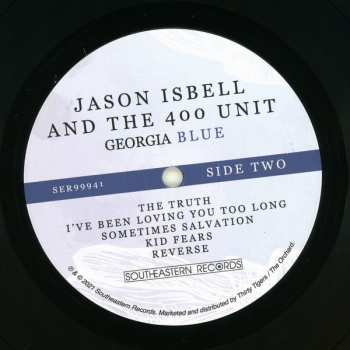 JASON ISBELL
AND THE 400 UNIT
GEORGIA BLUE
SER99941
SIDE TWO
THE TRUTH
I'VE BEEN LOVING YOU TOO LONG
SOMETIMES SALVATION
KID FEARS
REVERSE
SOUTHEASTERN RECORDS
℗ & © 2021 Southeastern Records. Marketed and distributed by Thirty Tigers / The Orchard.